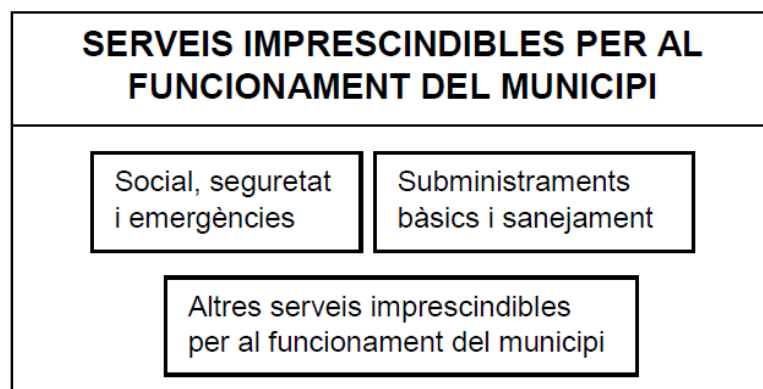 SERVEIS IMPRESCINDIBLES PER AL
FUNCIONAMENT DEL MUNICIPI
Social, seguretat
i emergències
Subministraments
bàsics i sanejament
Altres serveis imprescindibles
per al funcionament del municipi